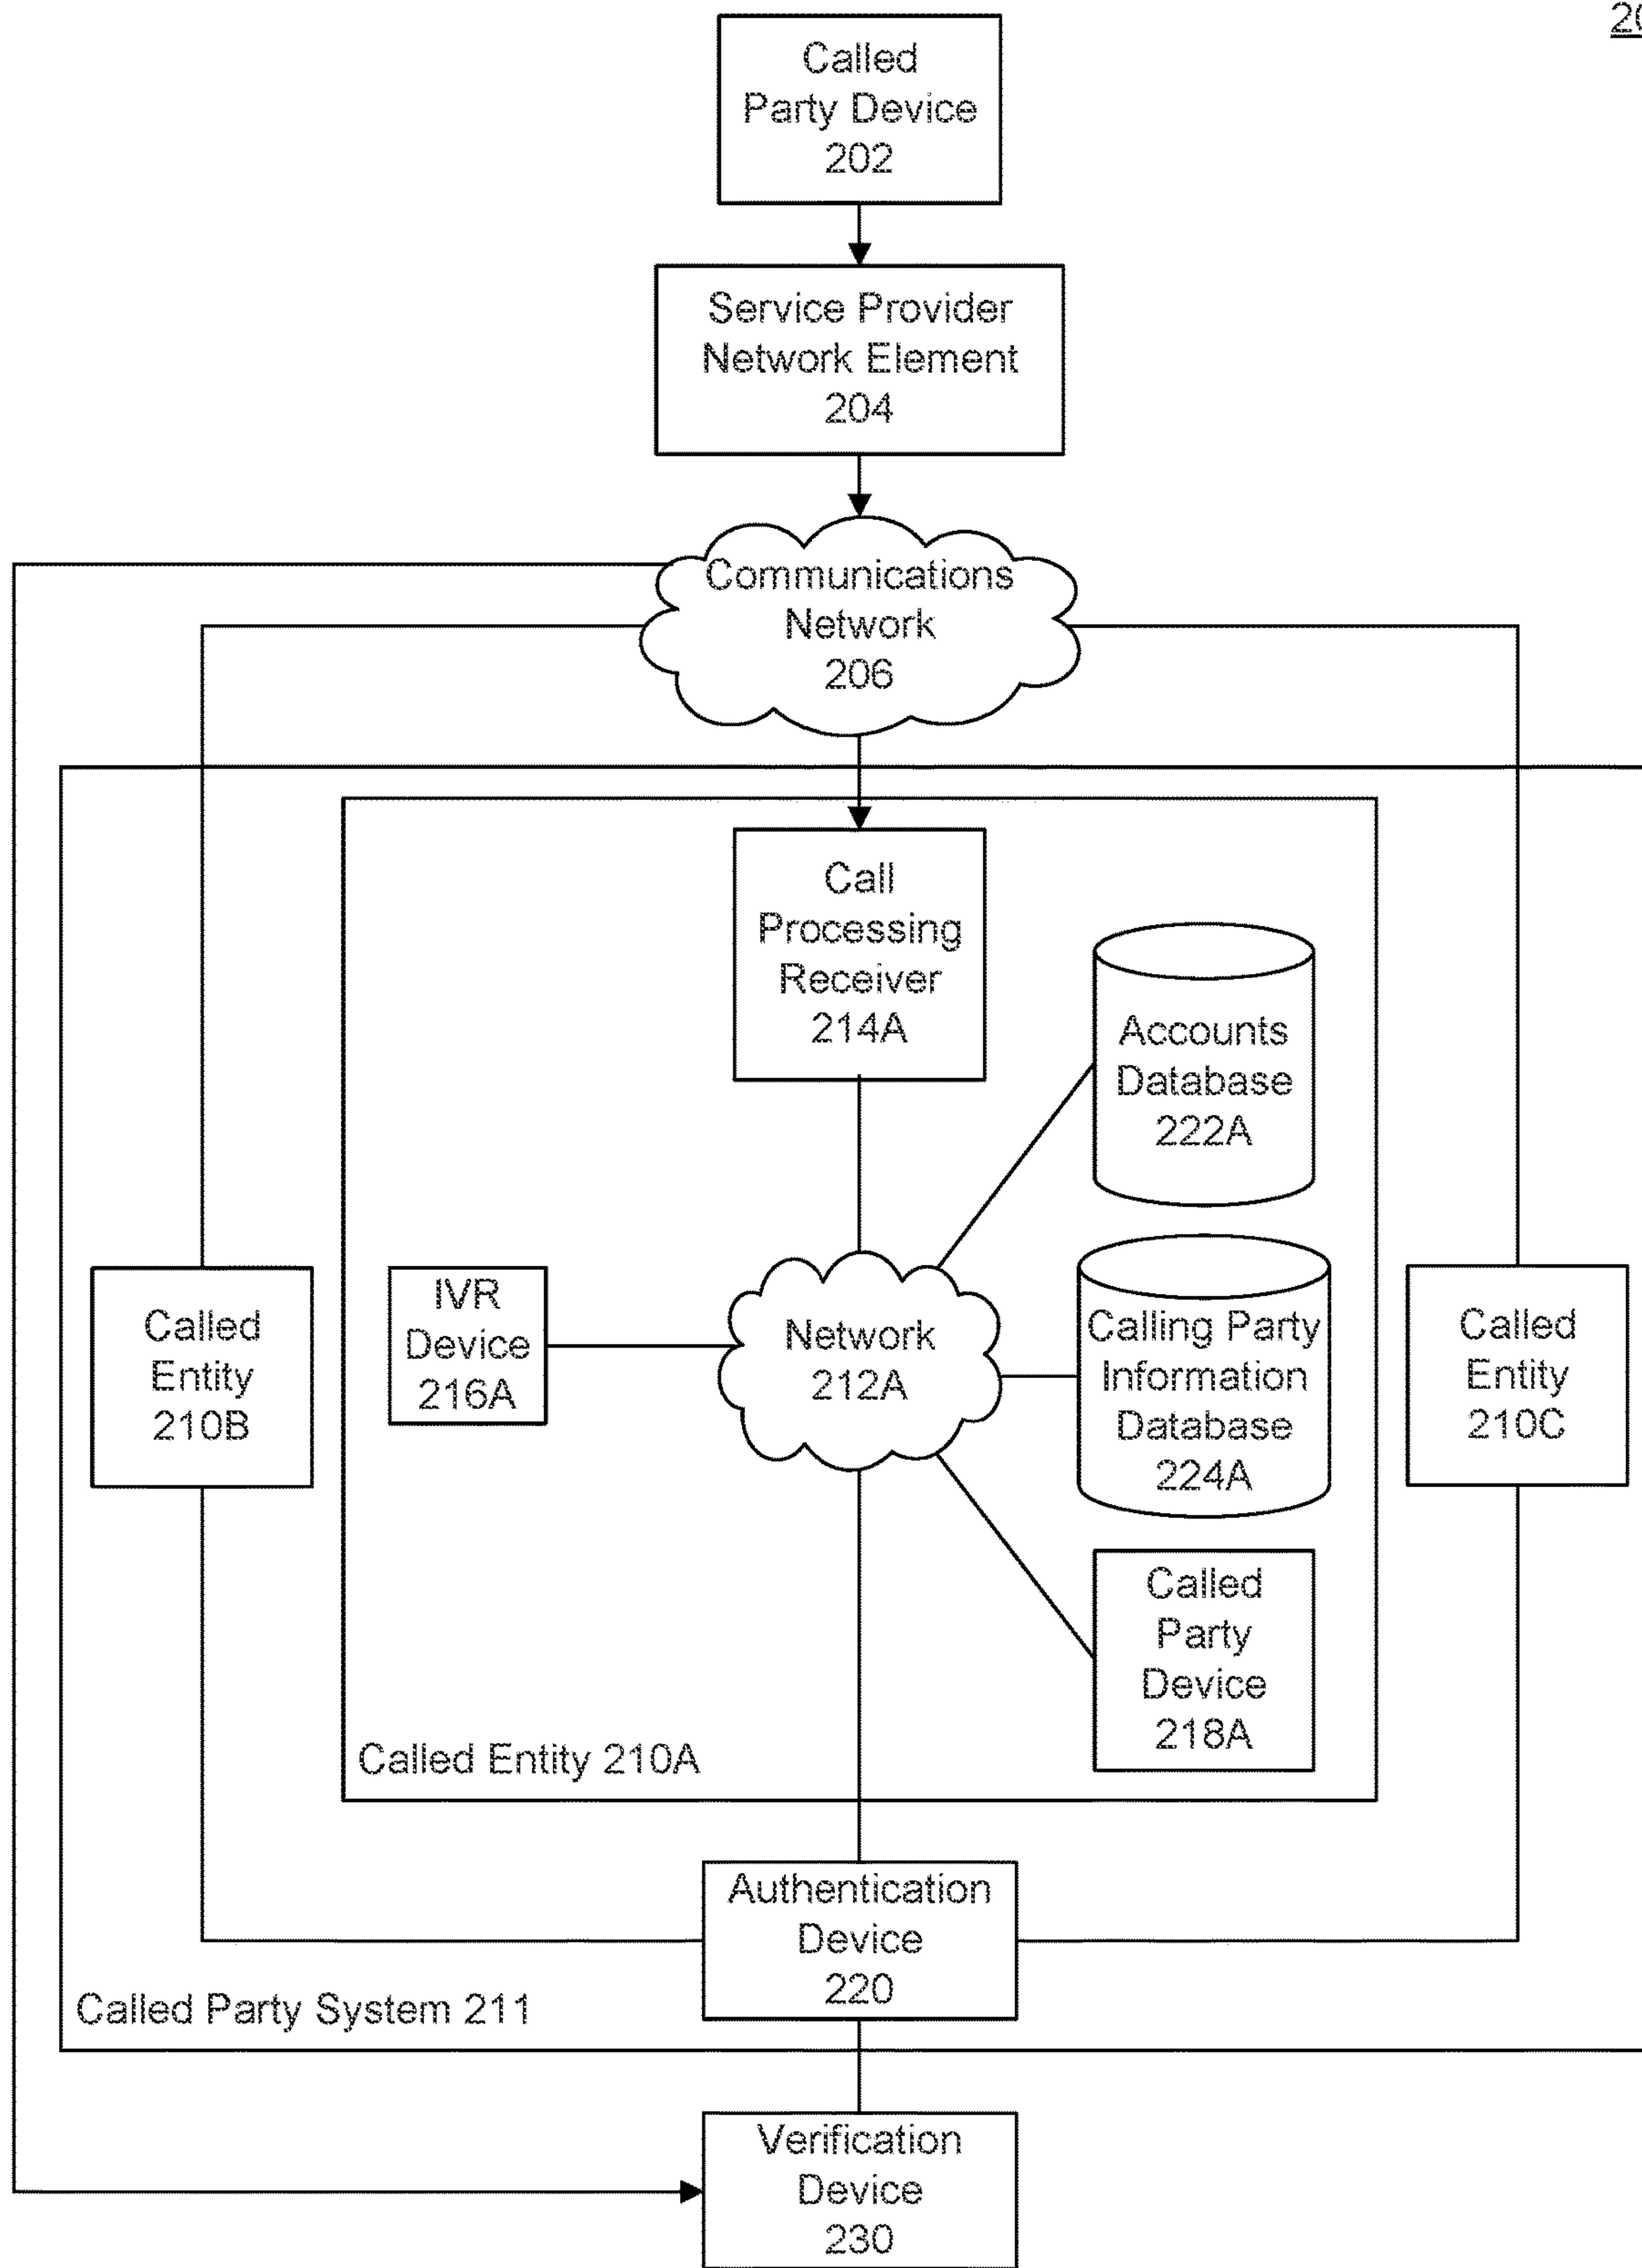 Called
Party Device
202
Service Provider
Network Element
204
Communications
Network
206
Call
Processing
Receiver
214A
Accounts
Database
222A
IVR
Device
216A
Network
212A
Calling Party
Information
Database
224A
Called
Entity
210B
Called
Entity
210C
Called
Party
Device
218A
Called Entity 210A
Authentication
Device
220
Called Party System 211
Verification
Device
230